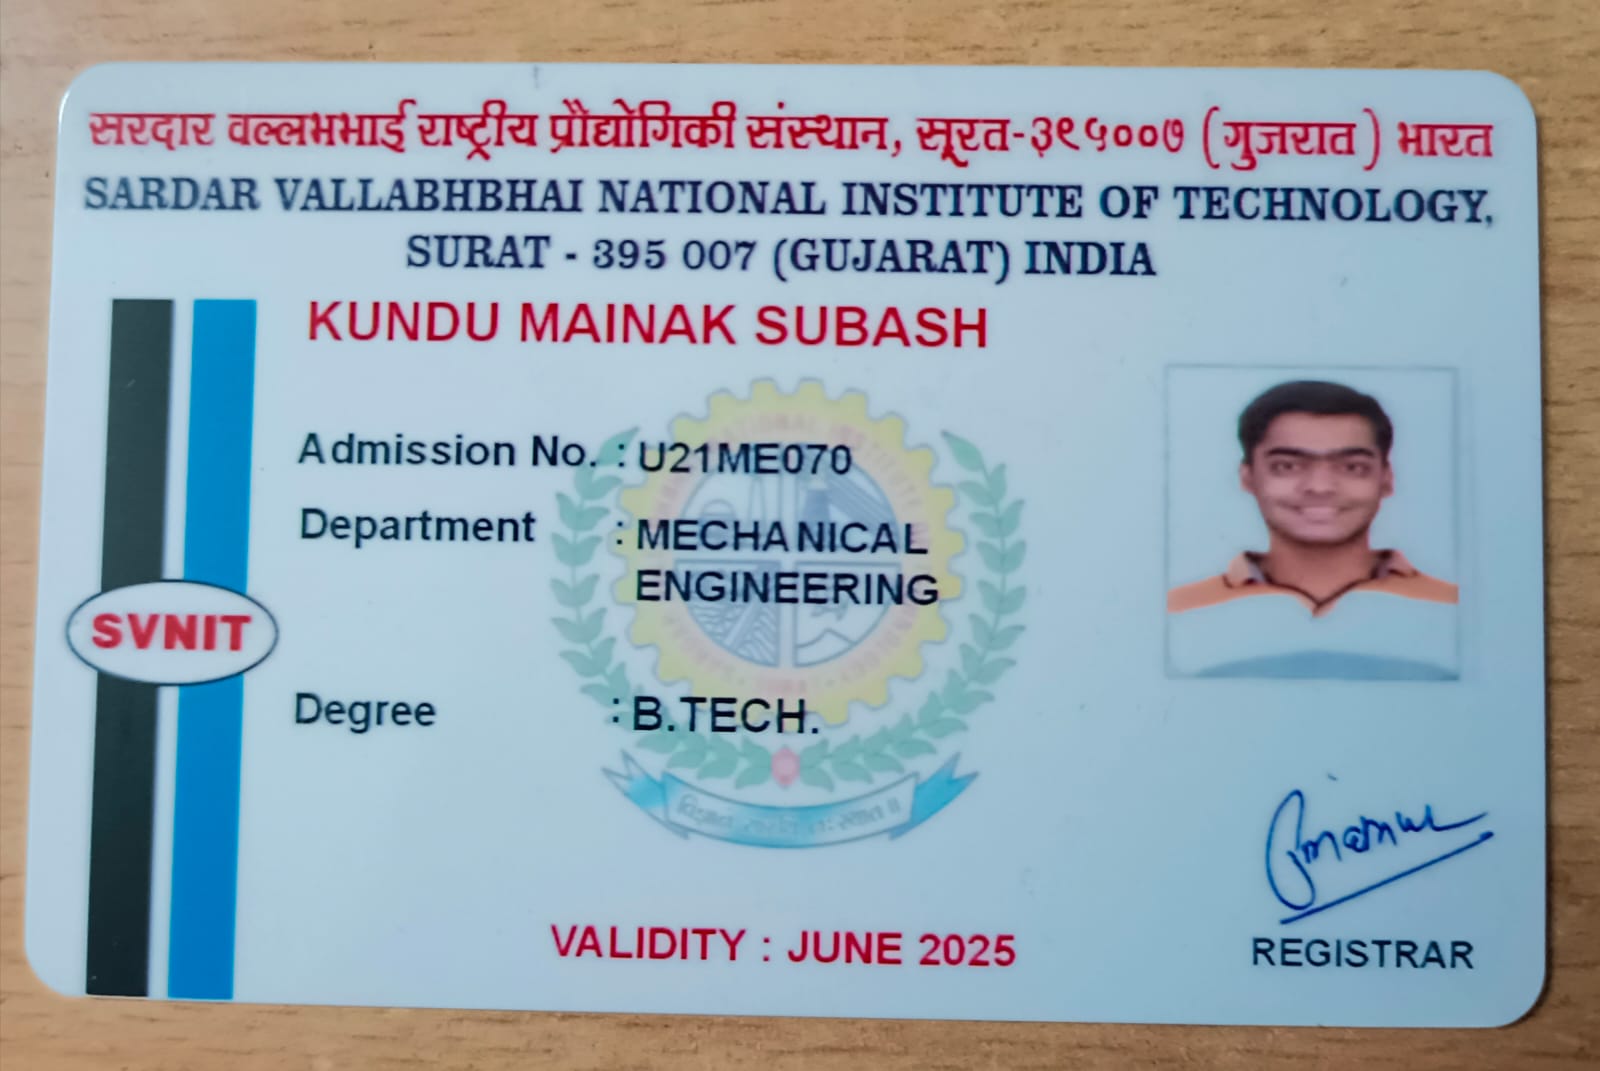 सरदार वल्लभभाई राष्ट्रीय प्रौद्योगिकी संस्थान, सूरत-३९५००७ (गुजरात) भारत
SARDAR VALLABHBHAI NATIONAL INSTITUTE OF TECHNOLOGY,
SURAT - 395 007 (GUJARAT) INDIA
KUNDU MAINAK SUBASH
Admission No. : U21ME070
Department : MECHANICAL
ENGINEERING
SVNIT
Degree : B.TECH.
VALIDITY : JUNE 2025
REGISTRAR